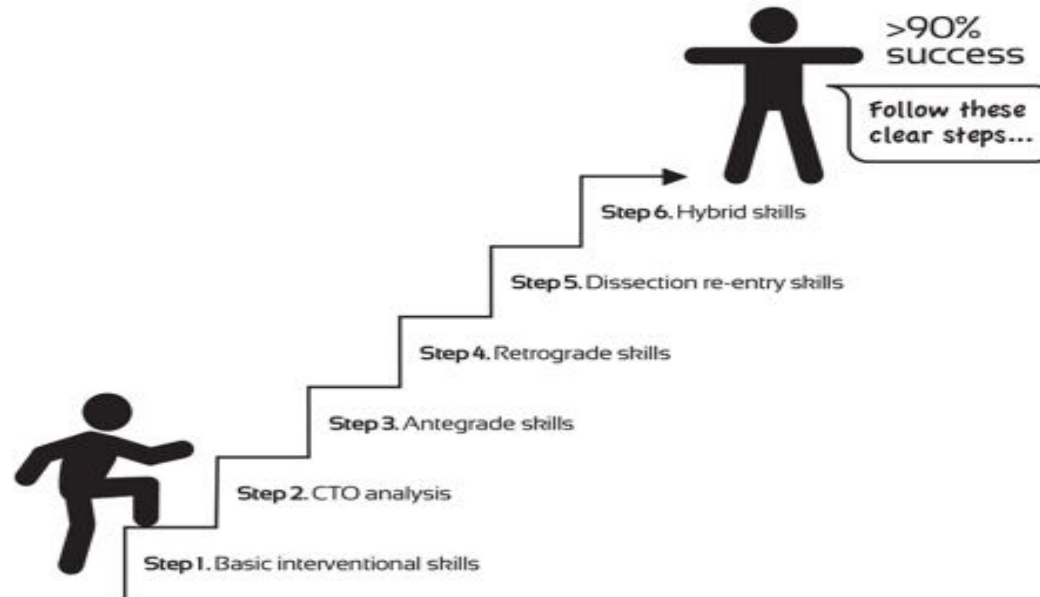 >90%
success
Follow these
clear steps...
Step 6. Hybrid skills
Step 5. Dissection re-entry skills
Step 4. Retrograde skills
Step 3. Antegrade skills
Step 2. CTO analysis
Step 1. Basic interventional skills